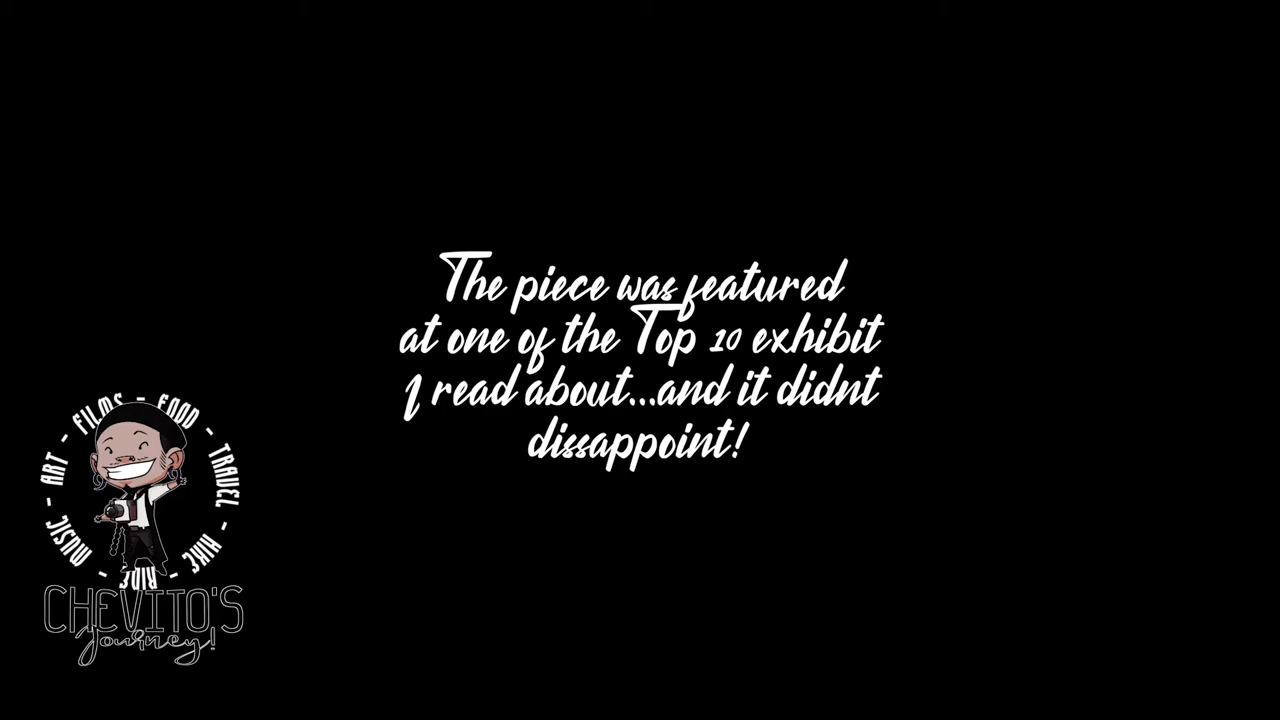 The piece was featured
at one of the Top 10 exhibit
I read about...and it didnt
dissappoint!
MUSIC - ART - FILMS - FOOD - TRAVEL - HIKE - RIDE -
CHEVITO'S
Journey!